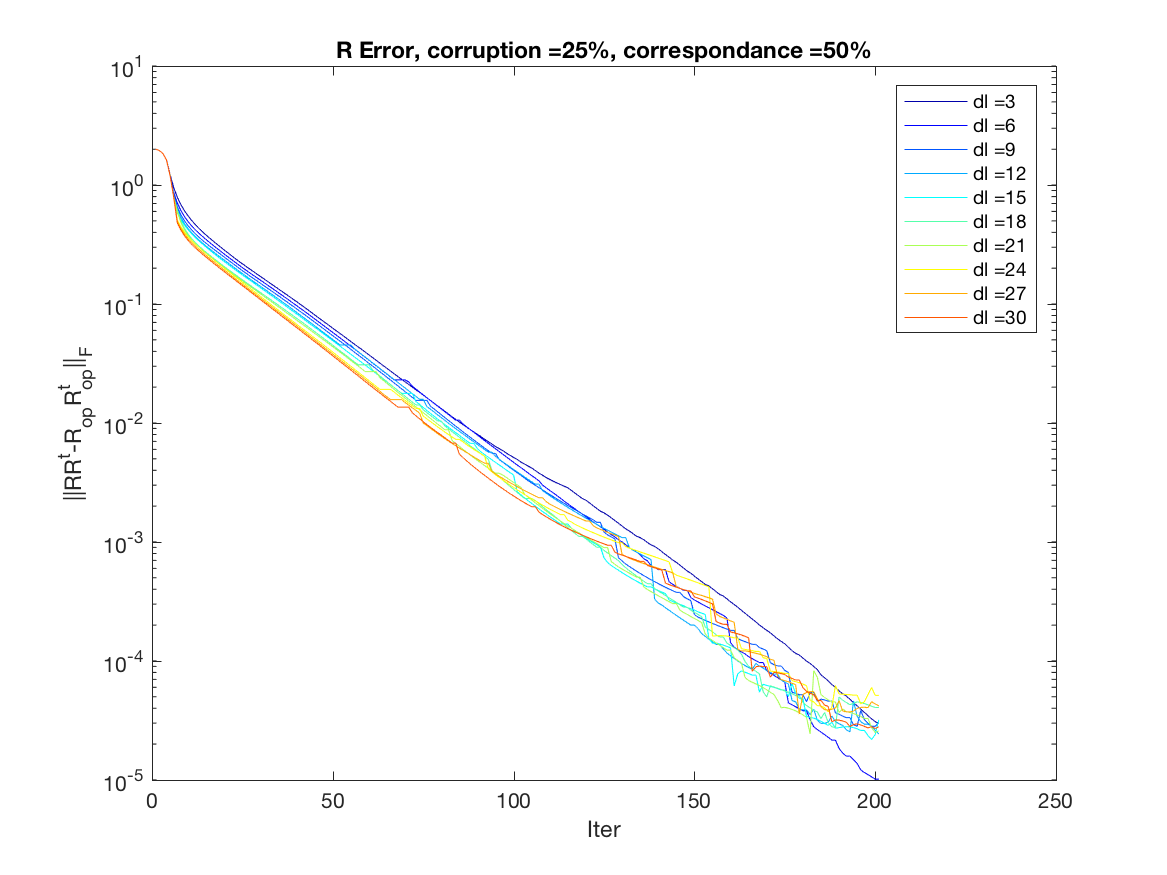 R Error, corruption =25%, correspondance =50%
10^1
10^0
10^-1
10^-2
10^-3
10^-4
10^-5
||RR^t-R_op R^t_op||_F
0 50 100 150 200 250
Iter
dl =3
dl =6
dl =9
dl =12
dl =15
dl =18
dl =21
dl =24
dl =27
dl =30